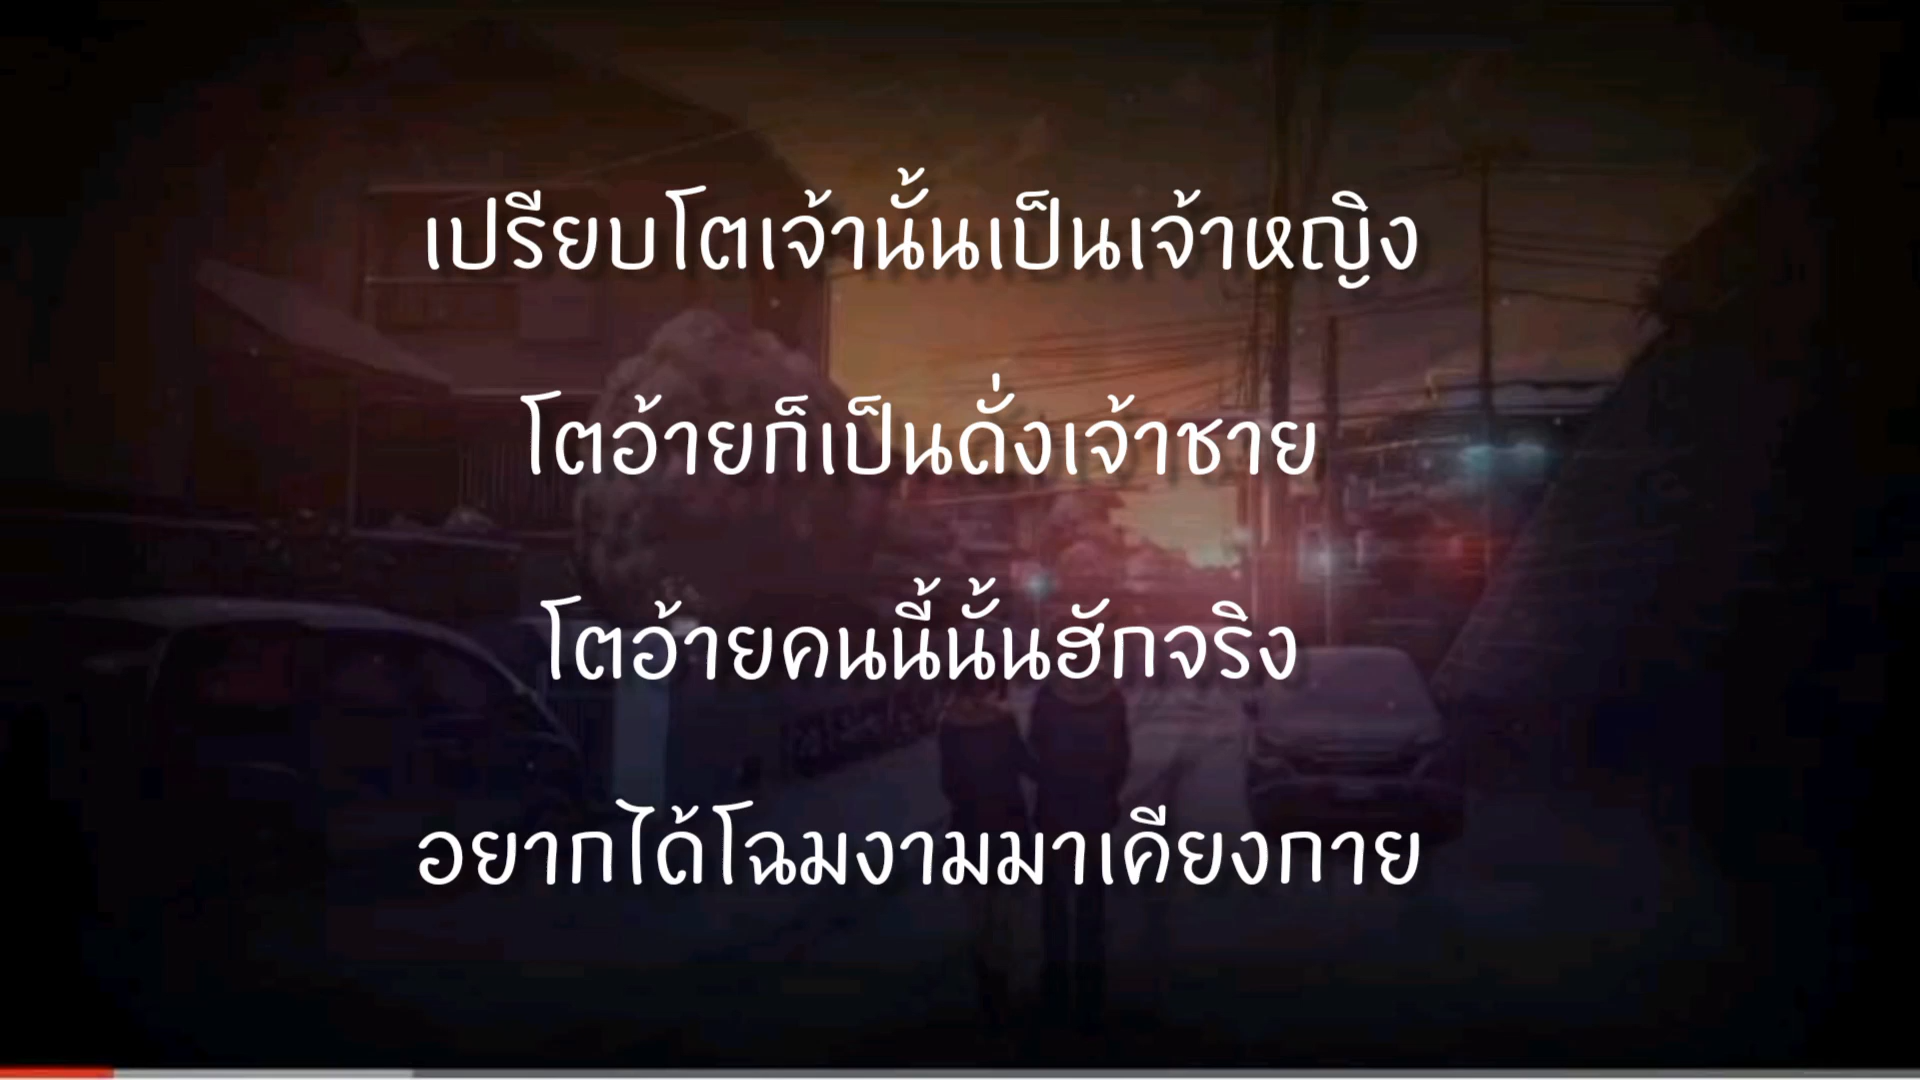 เปรียบโตเจ้านั้นเป็นเจ้าหญิง
โตอ้ายก็เป็นดั่งเจ้าชาย
โตอ้ายคนนี้นั้นฮักจริง
อยากได้โฉมงามมาเคียงกาย